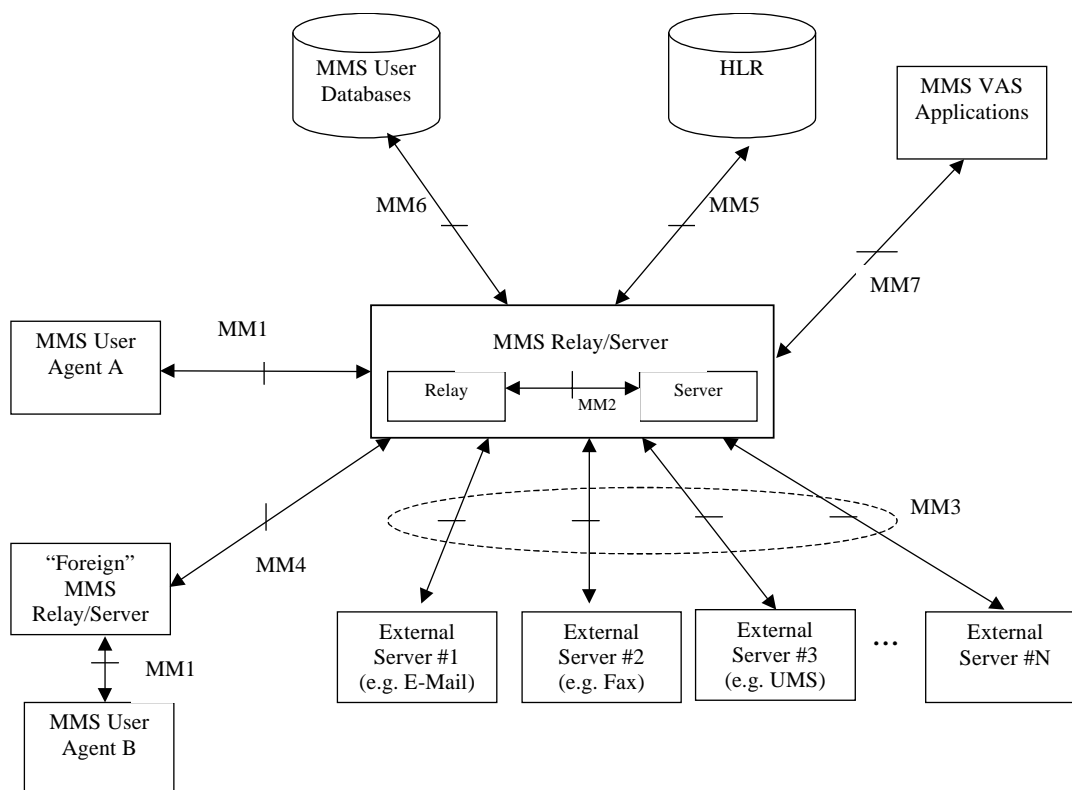 MMS User
Databases
HLR
MMS VAS
Applications
MM6
MM5
MM7
MM1
MMS User
Agent A
MMS Relay/Server
Relay
MM2
Server
MM3
“Foreign”
MMS
Relay/Server
MM4
MM1
MMS User
Agent B
External
Server #1
(e.g. E-Mail)
External
Server #2
(e.g. Fax)
External
Server #3
(e.g. UMS)
...
External
Server #N